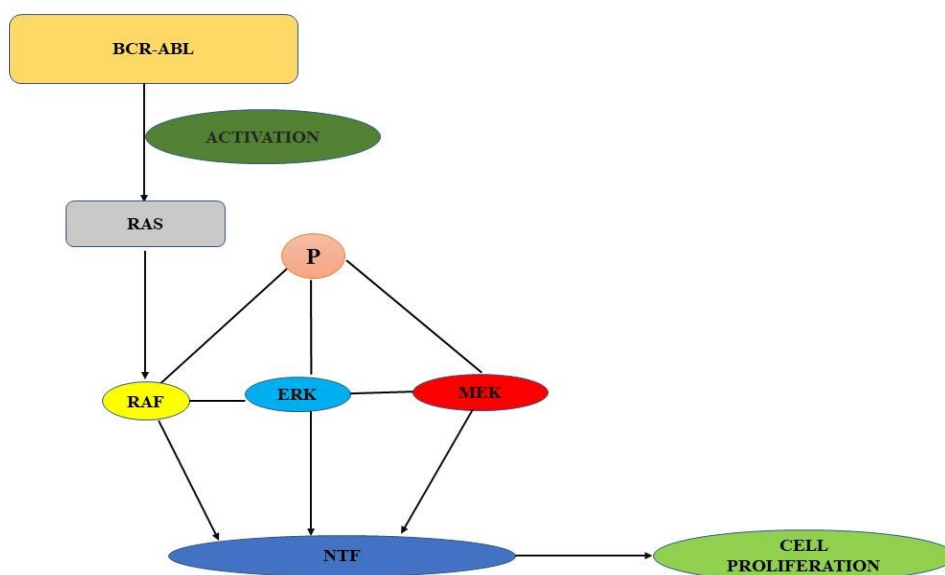 BCR-ABL
ACTIVATION
RAS
P
RAF
ERK
MEK
NTF
CELL
PROLIFERATION